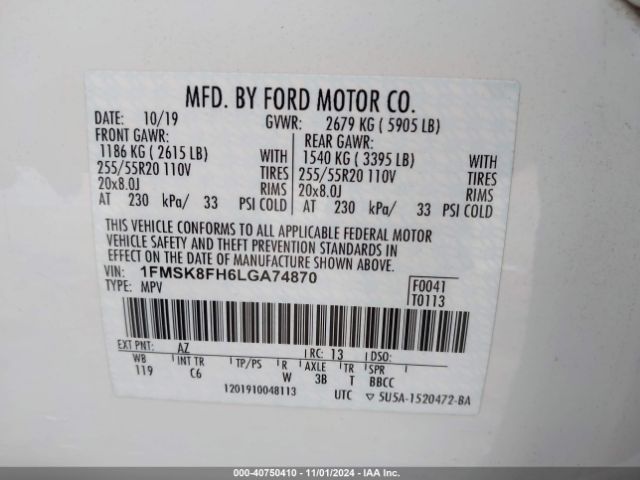 MFD. BY FORD MOTOR CO.
DATE: 10/19 GVWR: 2679 KG ( 5905 LB)
FRONT GAWR: REAR GAWR:
1186 KG ( 2615 LB) WITH 1540 KG ( 3395 LB) WITH
255/55R20 110V TIRES 255/55R20 110V TIRES
20x8.0J RIMS 20x8.0J RIMS
AT 230 kPa/ 33 PSI COLD AT 230 kPa/ 33 PSI COLD
THIS VEHICLE CONFORMS TO ALL APPLICABLE FEDERAL MOTOR
VEHICLE SAFETY AND THEFT PREVENTION STANDARDS IN
EFFECT ON THE DATE OF MANUFACTURE SHOWN ABOVE.
VIN: 1FMSK8FH6LGA74870 F0041
TYPE: MPV T0113
EXT PNT: AZ RC: 13 DSO:
WB INT TR TP/PS R AXLE TR SPR
119 C6 W 3B T BBCC
1201910048113 UTC ▽ 5U5A-1520472-BA
000-40750410 - 11/01/2024 - IAA Inc.